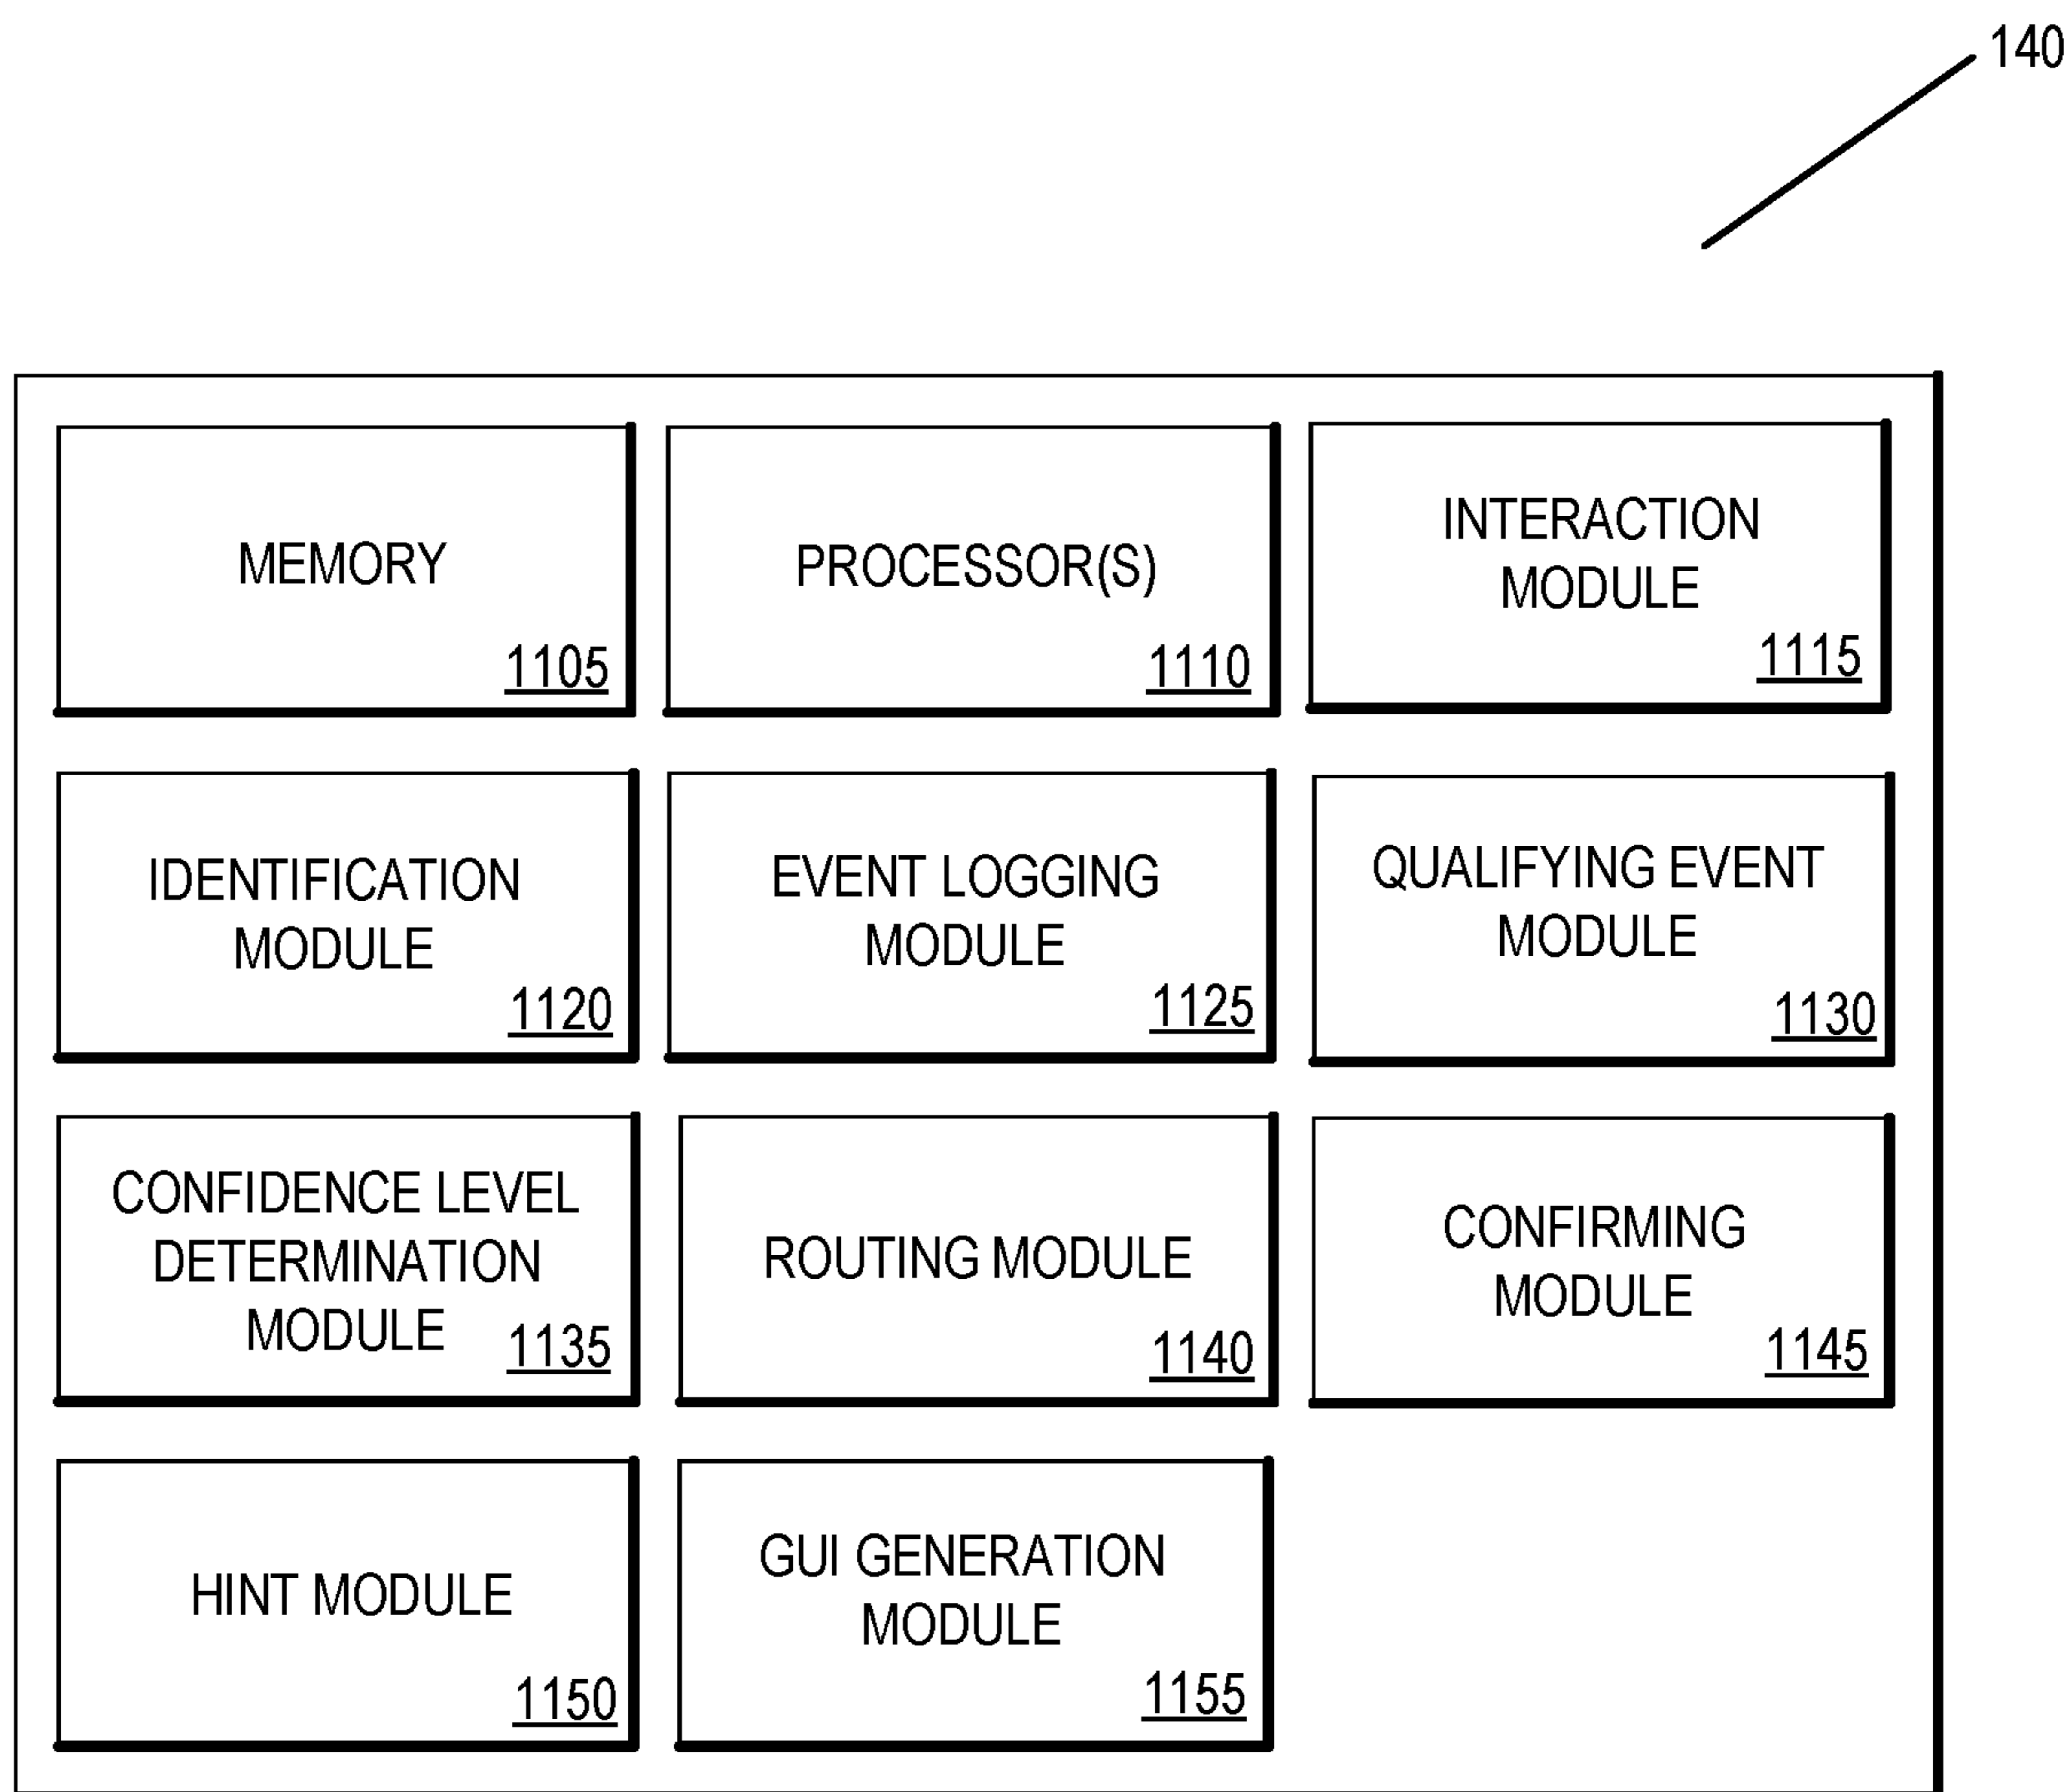 140
MEMORY
1105
PROCESSOR(S)
1110
INTERACTION
MODULE
1115
IDENTIFICATION
MODULE
1120
EVENT LOGGING
MODULE
1125
QUALIFYING EVENT
MODULE
1130
CONFIDENCE LEVEL
DETERMINATION
MODULE
1135
ROUTING MODULE
1140
CONFIRMING
MODULE
1145
HINT MODULE
1150
GUI GENERATION
MODULE
1155